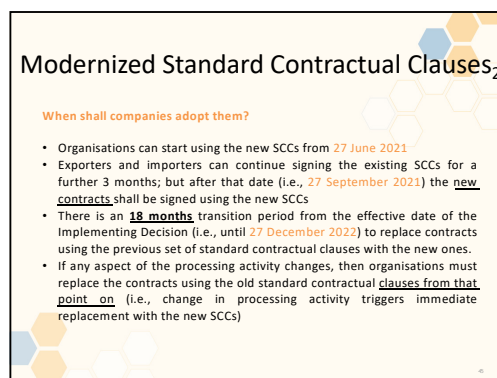 Modernized Standard Contractual Clauses2
When shall companies adopt them?
• Organisations can start using the new SCCs from 27 June 2021
• Exporters and importers can continue signing the existing SCCs for a
further 3 months; but after that date (i.e., 27 September 2021) the new
contracts shall be signed using the new SCCs
• There is an 18 months transition period from the effective date of the
Implementing Decision (i.e., until 27 December 2022) to replace contracts
using the previous set of standard contractual clauses with the new ones.
• If any aspect of the processing activity changes, then organisations must
replace the contracts using the old standard contractual clauses from that
point on (i.e., change in processing activity triggers immediate
replacement with the new SCCs)